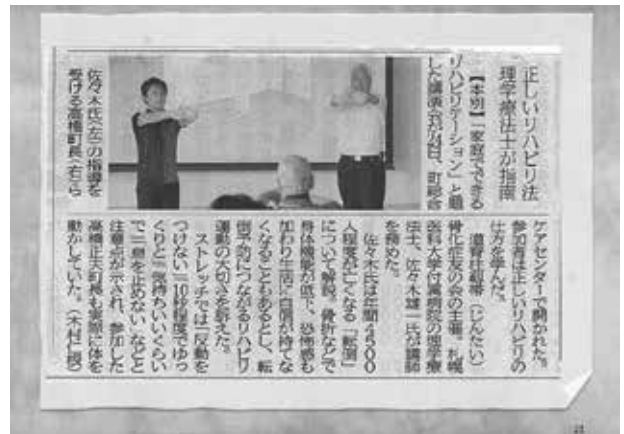 正しいリハビリ法
理学療法士が指南
【本別】「家庭でできる
リハビリテーション」と題
した講演会が24日、町総合
ケアセンターで開かれた。
参加者は正しいリハビリの
仕方を学んだ。
道脊柱靭帯（じんたい）
骨化症友の会の主催。札幌
医科大学付属病院の理学療
法士、佐々木雄一氏が講師
を務めた。
佐々木氏は年間4500
人程度が亡くなる「転倒」
について解説。骨折などで
身体機能が低下、恐怖感も
加わり生活に自信が持てな
くなることもあるとし、転
倒予防につながるリハビリ
運動の大切さを訴えた。
ストレッチでは「反動を
つけない」「10秒程度でゆっ
くりと」「気持ちいいくらい
で」「息を止めない」などと
注意点が示され、参加した
高橋正夫町長も実際に体を
動かしていた。
佐々木氏（左）の指導を
受ける高橋町長（右）ら